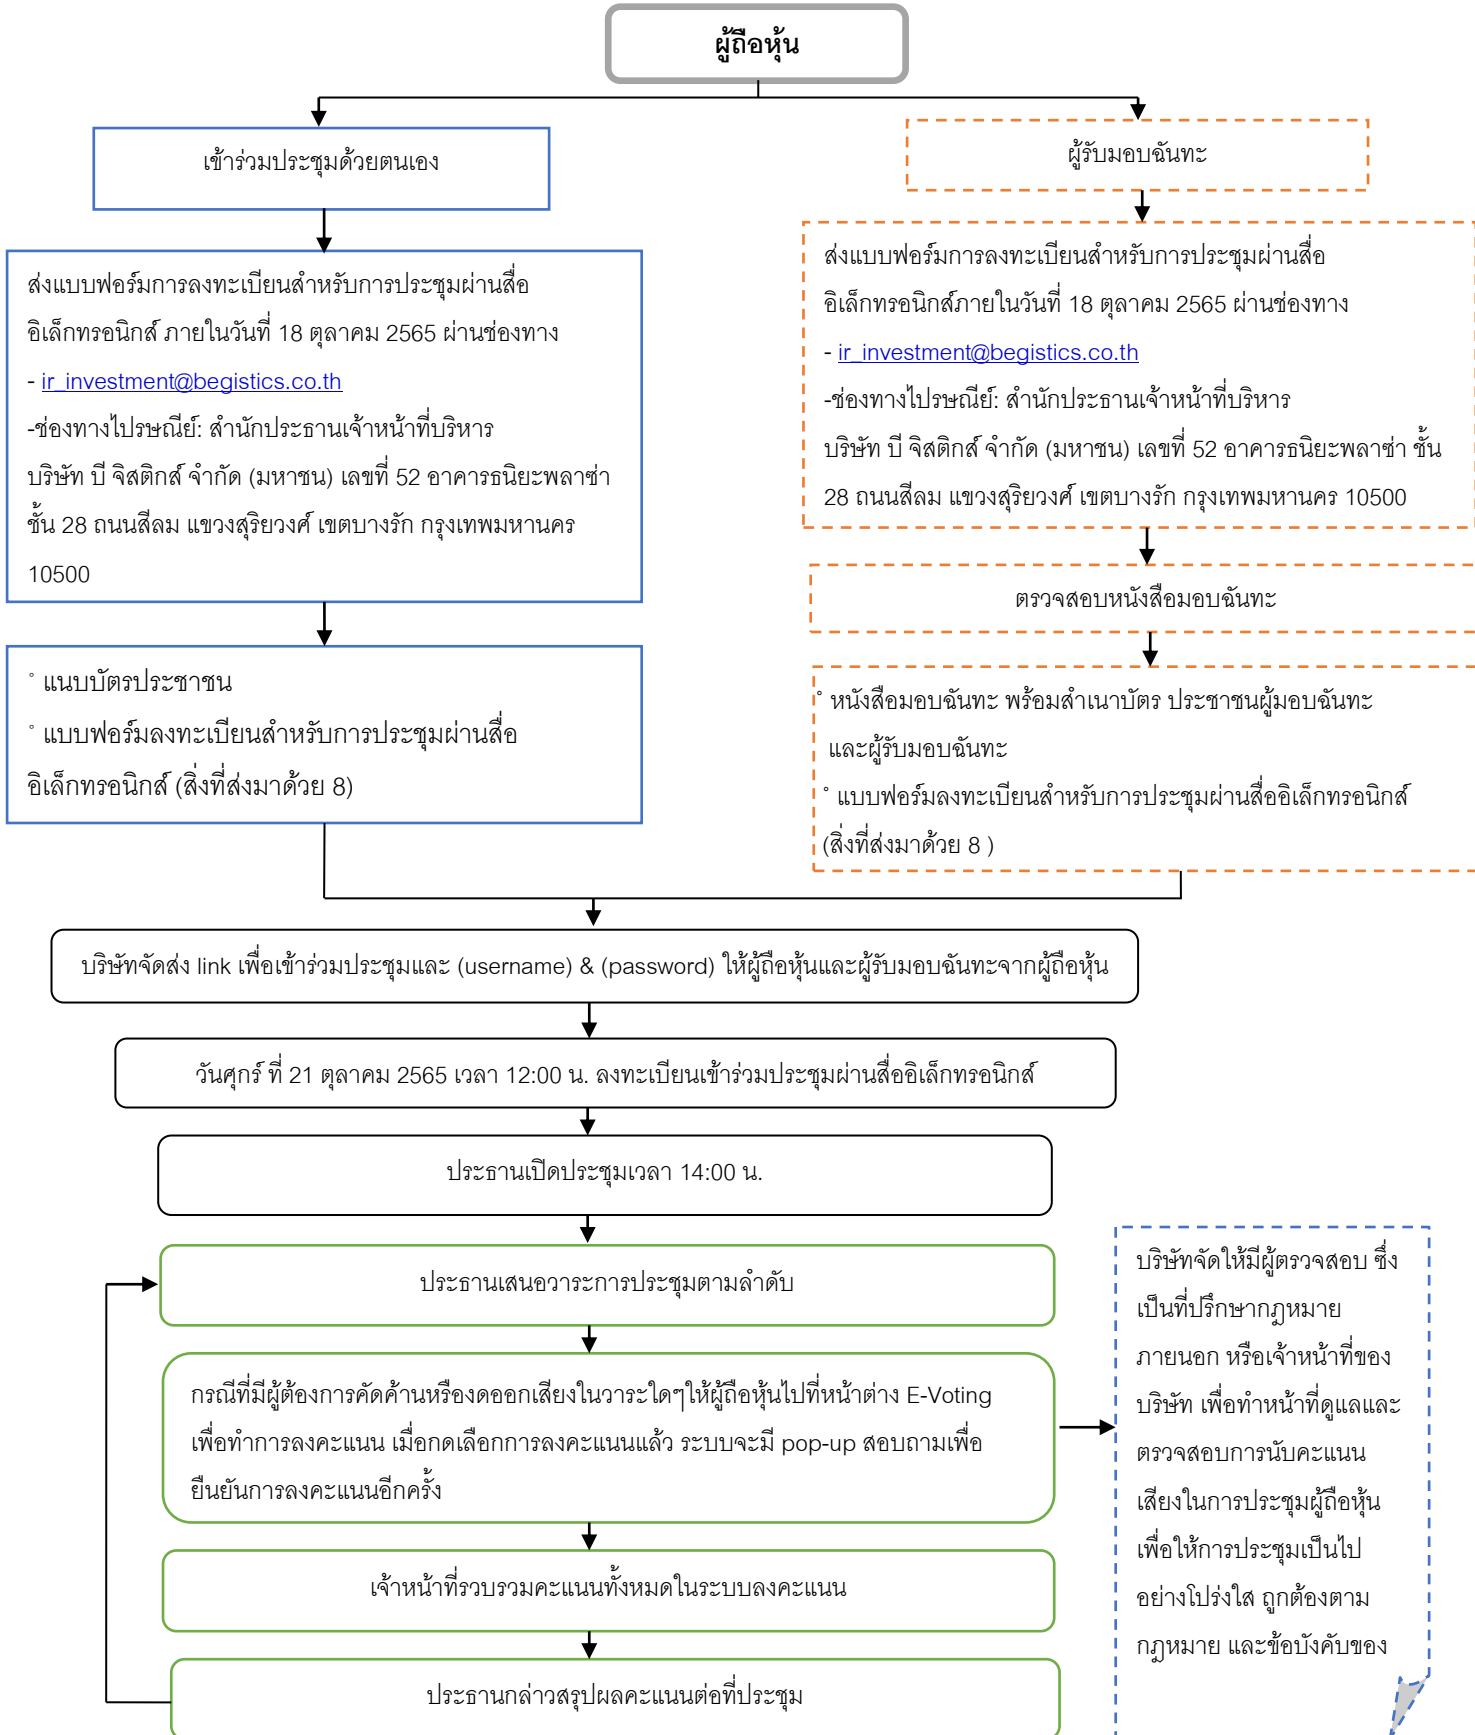 ผู้ถือหุ้น
เข้าร่วมประชุมด้วยตนเอง
ส่งแบบฟอร์มการลงทะเบียนสำหรับการประชุมผ่านสื่อ
อิเล็กทรอนิกส์ ภายในวันที่ 18 ตุลาคม 2565 ผ่านช่องทาง
- ir_investment@begistics.co.th
-ช่องทางไปรษณีย์: สำนักประธานเจ้าหน้าที่บริหาร
บริษัท บี จิสติกส์ จำกัด (มหาชน) เลขที่ 52 อาคารธนิยะพลาซ่า
ชั้น 28 ถนนสีลม แขวงสุริยวงศ์ เขตบางรัก กรุงเทพมหานคร
10500
° แนบบัตรประชาชน
° แบบฟอร์มลงทะเบียนสำหรับการประชุมผ่านสื่อ
อิเล็กทรอนิกส์ (สิ่งที่ส่งมาด้วย 8)
ผู้รับมอบฉันทะ
ส่งแบบฟอร์มการลงทะเบียนสำหรับการประชุมผ่านสื่อ
อิเล็กทรอนิกส์ภายในวันที่ 18 ตุลาคม 2565 ผ่านช่องทาง
- ir_investment@begistics.co.th
-ช่องทางไปรษณีย์: สำนักประธานเจ้าหน้าที่บริหาร
บริษัท บี จิสติกส์ จำกัด (มหาชน) เลขที่ 52 อาคารธนิยะพลาซ่า ชั้น
28 ถนนสีลม แขวงสุริยวงศ์ เขตบางรัก กรุงเทพมหานคร 10500
ตรวจสอบหนังสือมอบฉันทะ
° หนังสือมอบฉันทะ พร้อมสำเนาบัตร ประชาชนผู้มอบฉันทะ
และผู้รับมอบฉันทะ
° แบบฟอร์มลงทะเบียนสำหรับการประชุมผ่านสื่ออิเล็กทรอนิกส์
(สิ่งที่ส่งมาด้วย 8 )
บริษัทจัดส่ง link เพื่อเข้าร่วมประชุมและ (username) & (password) ให้ผู้ถือหุ้นและผู้รับมอบฉันทะจากผู้ถือหุ้น
วันศุกร์ ที่ 21 ตุลาคม 2565 เวลา 12:00 น. ลงทะเบียนเข้าร่วมประชุมผ่านสื่ออิเล็กทรอนิกส์
ประธานเปิดประชุมเวลา 14:00 น.
ประธานเสนอวาระการประชุมตามลำดับ
กรณีที่มีผู้ต้องการคัดค้านหรืองดออกเสียงในวาระใดๆให้ผู้ถือหุ้นไปที่หน้าต่าง E-Voting
เพื่อทำการลงคะแนน เมื่อกดเลือกการลงคะแนนแล้ว ระบบจะมี pop-up สอบถามเพื่อ
ยืนยันการลงคะแนนอีกครั้ง
เจ้าหน้าที่รวบรวมคะแนนทั้งหมดในระบบลงคะแนน
ประธานกล่าวสรุปผลคะแนนต่อที่ประชุม
บริษัทจัดให้มีผู้ตรวจสอบ ซึ่ง
เป็นที่ปรึกษากฎหมาย
ภายนอก หรือเจ้าหน้าที่ของ
บริษัท เพื่อทำหน้าที่ดูแลและ
ตรวจสอบการนับคะแนน
เสียงในการประชุมผู้ถือหุ้น
เพื่อให้การประชุมเป็นไป
อย่างโปร่งใส ถูกต้องตาม
กฎหมาย และข้อบังคับของ